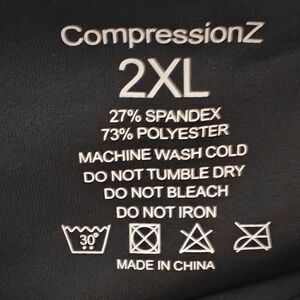 CompressionZ
2XL
27% SPANDEX
73% POLYESTER
MACHINE WASH COLD
DO NOT TUMBLE DRY
DO NOT BLEACH
DO NOT IRON
30°
MADE IN CHINA